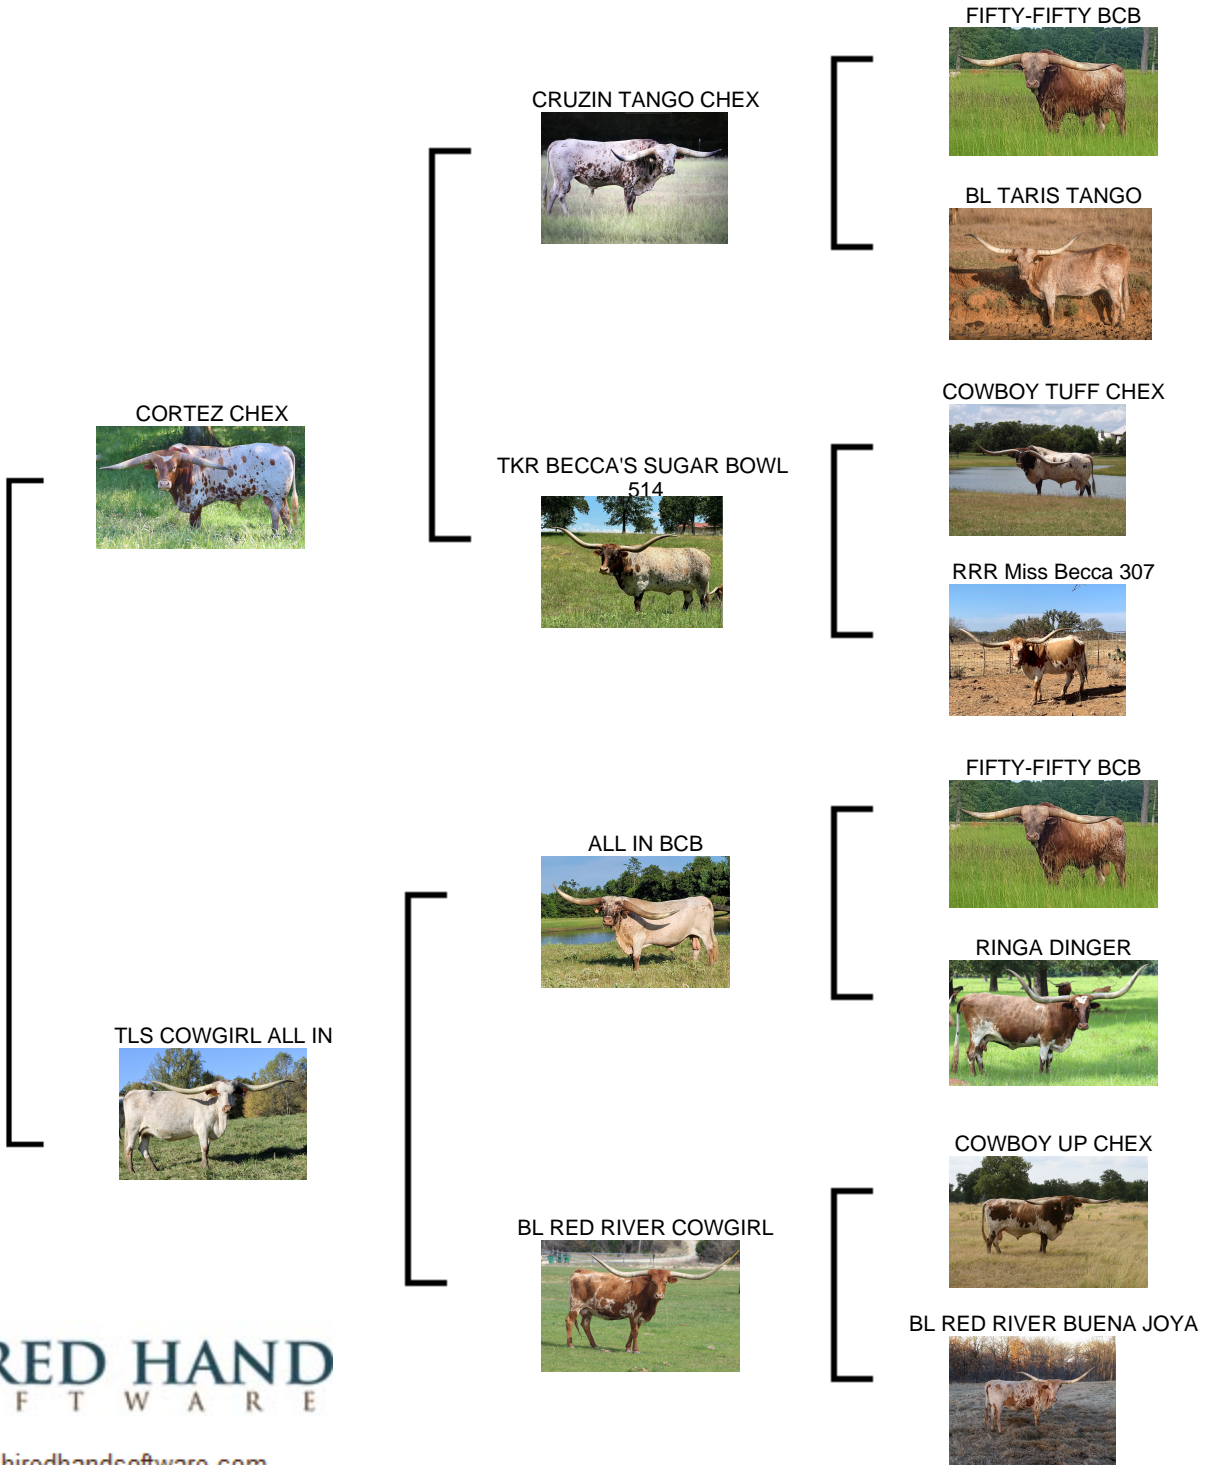 FIFTY-FIFTY BCB
CRUZIN TANGO CHEX
BL TARIS TANGO
COWBOY TUFF CHEX
CORTEZ CHEX
TKR BECCA'S SUGAR BOWL
514
RRR Miss Becca 307
FIFTY-FIFTY BCB
ALL IN BCB
RINGA DINGER
TLS COWGIRL ALL IN
COWBOY UP CHEX
BL RED RIVER COWGIRL
BL RED RIVER BUENA JOYA
RED HAND
F T W A R E
hiredhandsoftware.com